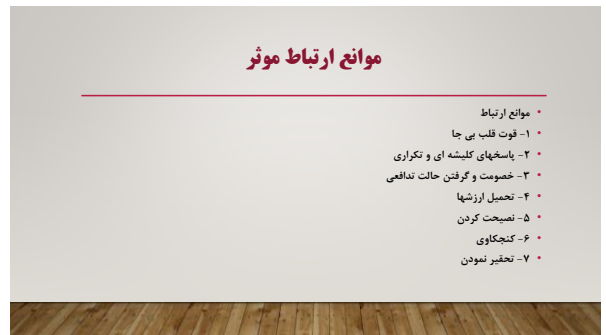 موانع ارتباط موثر
• موانع ارتباط
• ۱- قوت قلب بی جا
• ۲- پاسخهای کلیشه ای و تکراری
• ۳- خصومت و گرفتن حالت تدافعی
• ۴- تحمیل ارزشها
• ۵- نصیحت کردن
• ۶- کنجکاوی
• ۷- تحقیر نمودن